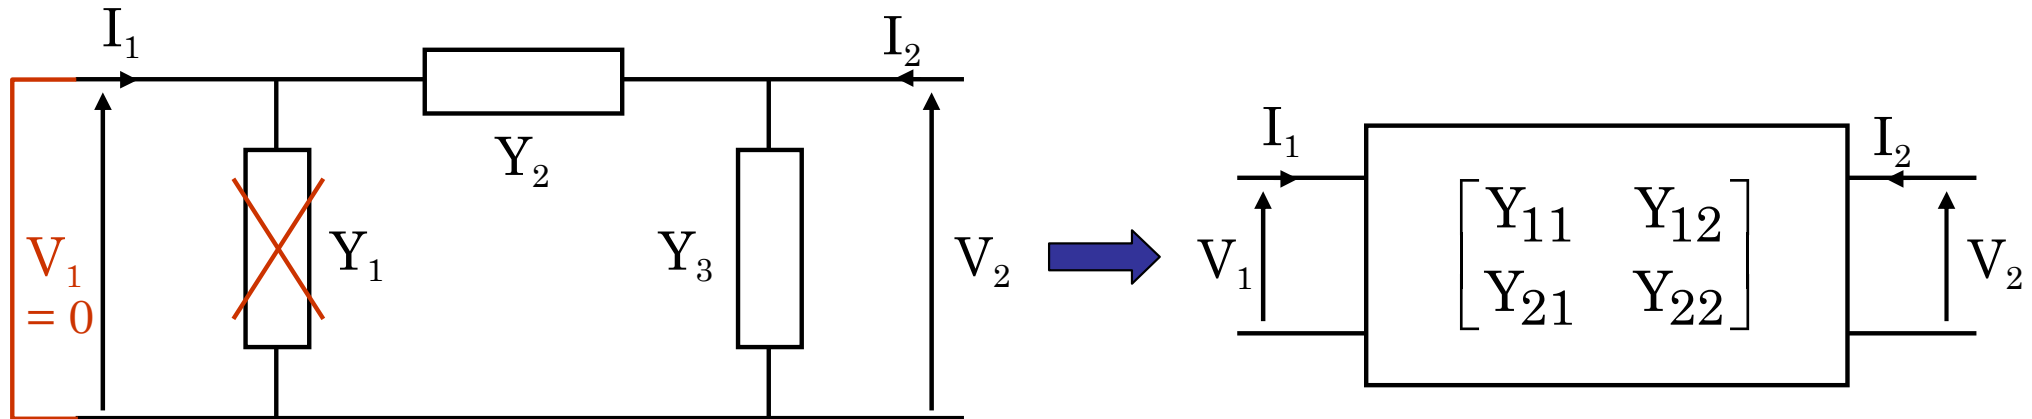 I₁
I₂
Y₂
Y₁
Y₃
V₁
= 0
V₂
I₁
I₂
V₁
Y₁₁ Y₁₂
Y₂₁ Y₂₂
V₂